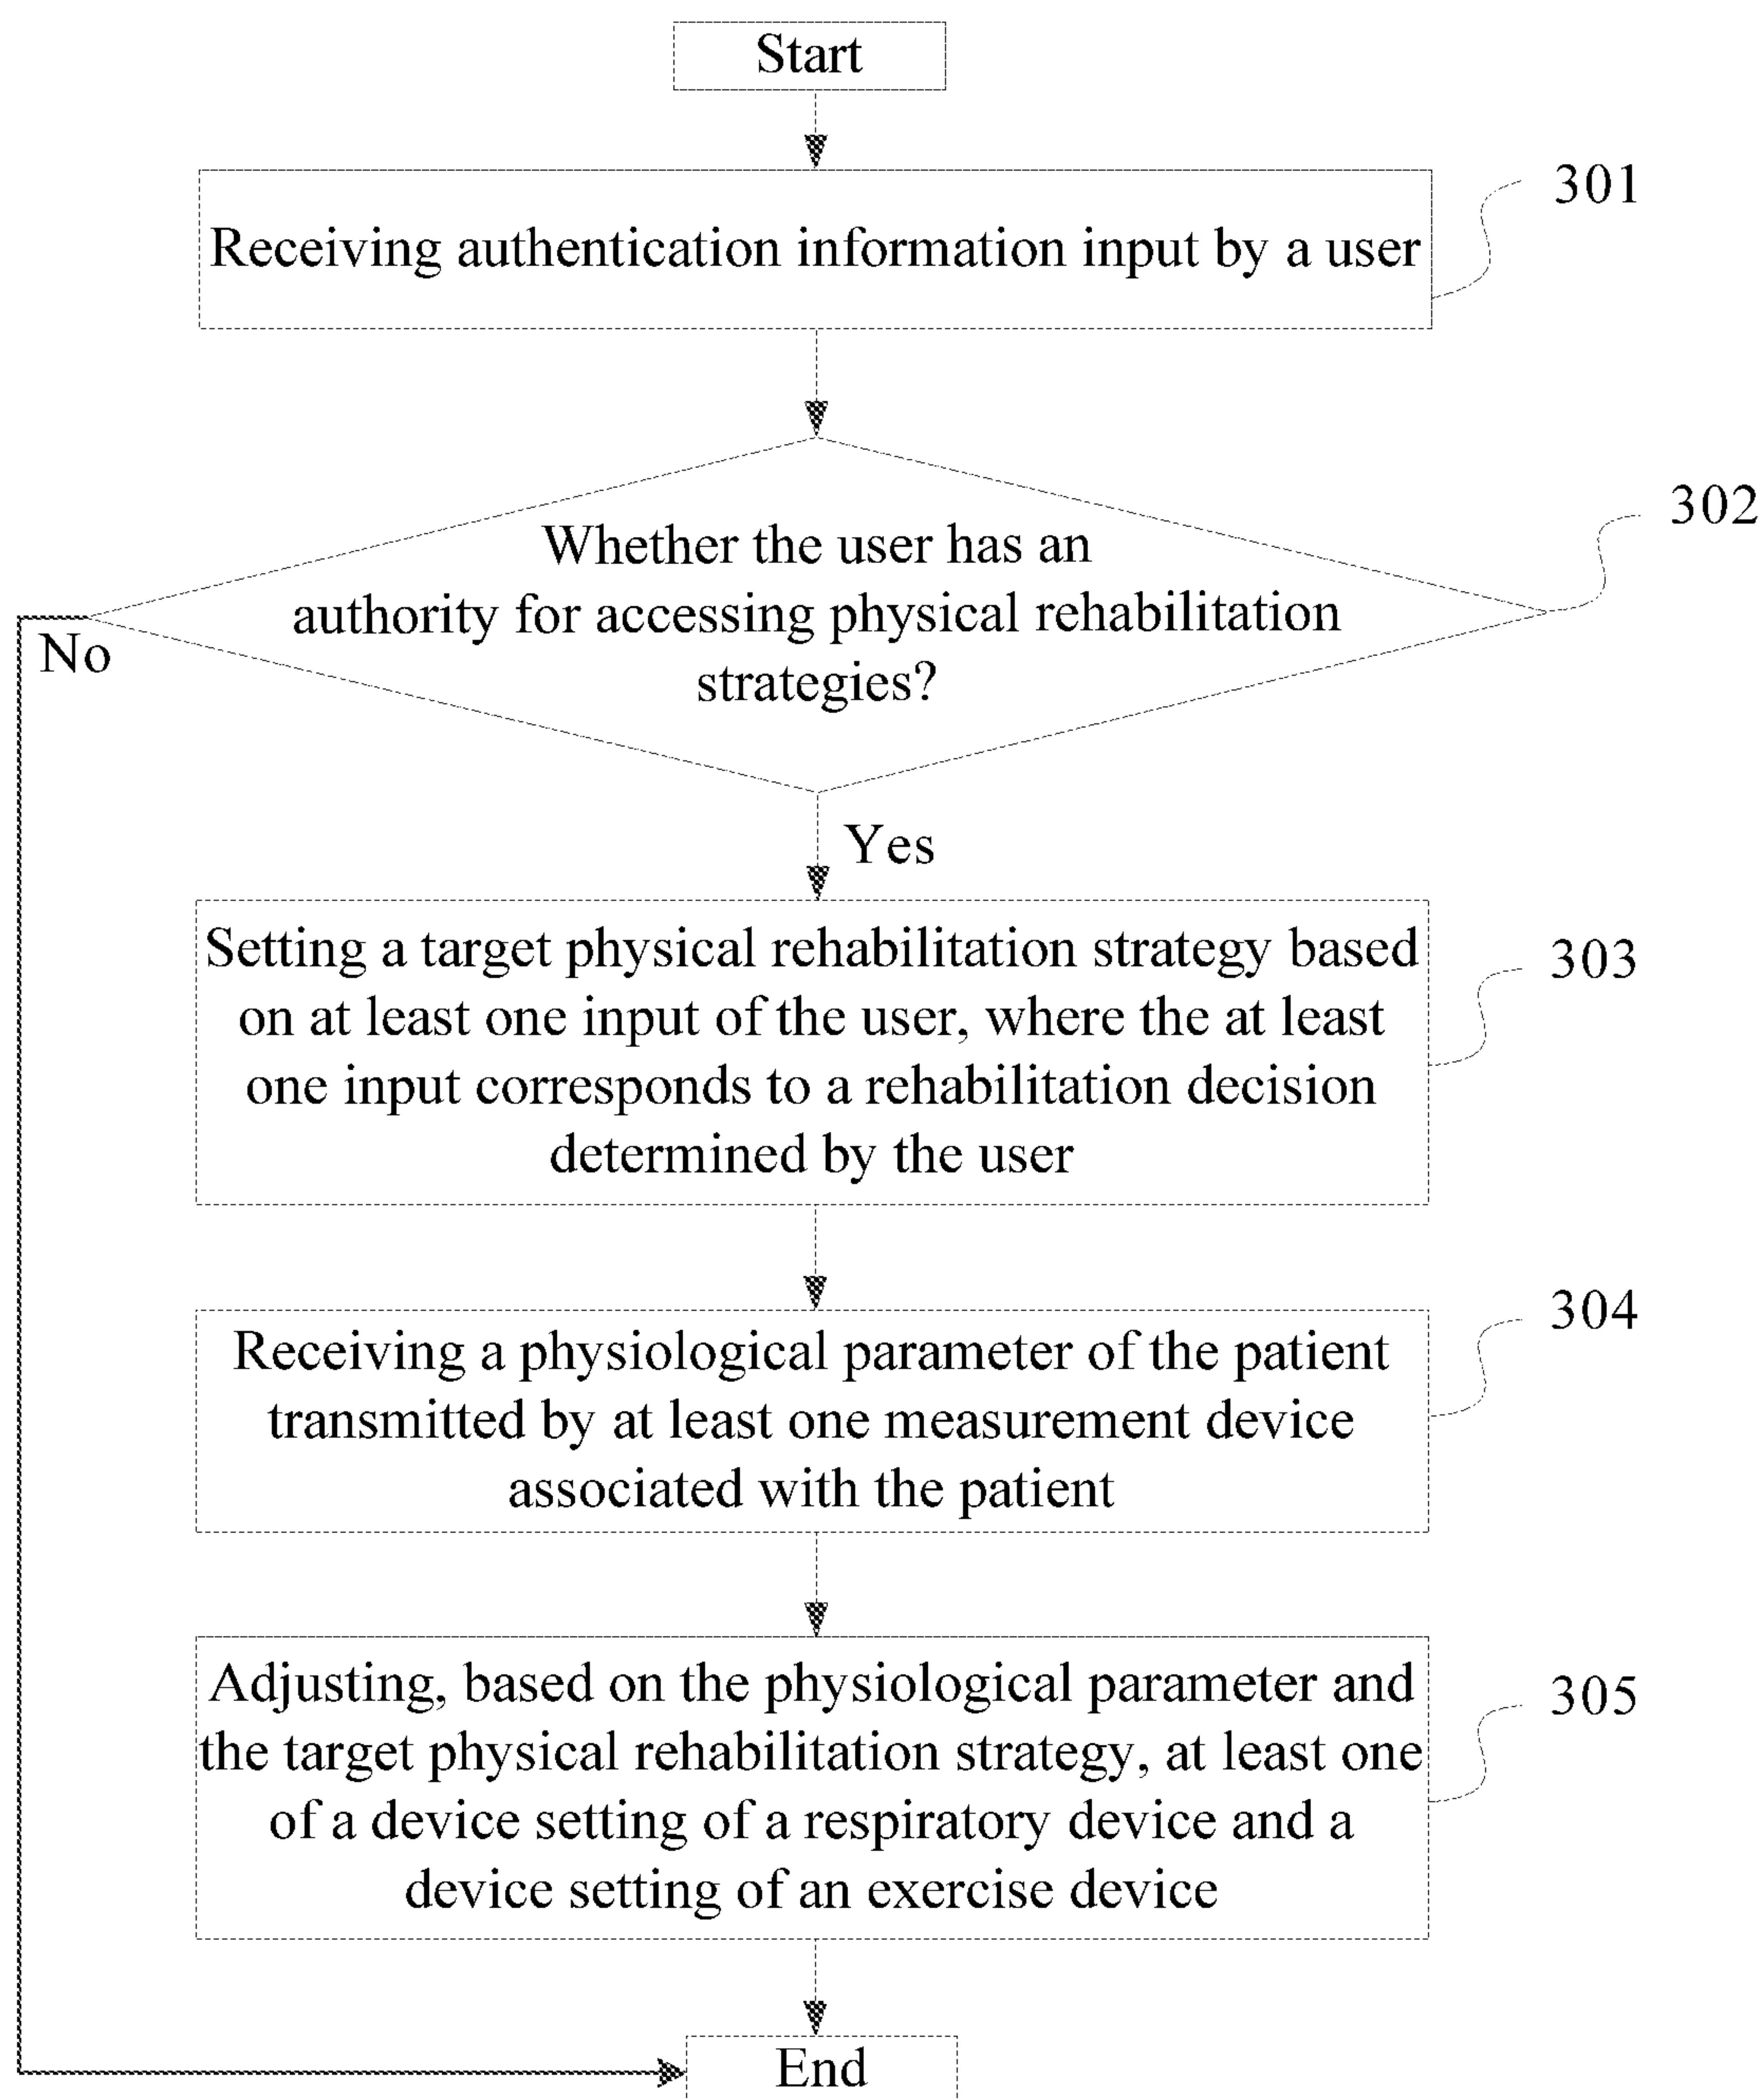 Start
301
Receiving authentication information input by a user
302
Whether the user has an
authority for accessing physical rehabilitation
strategies?
No
Yes
303
Setting a target physical rehabilitation strategy based
on at least one input of the user, where the at least
one input corresponds to a rehabilitation decision
determined by the user
304
Receiving a physiological parameter of the patient
transmitted by at least one measurement device
associated with the patient
305
Adjusting, based on the physiological parameter and
the target physical rehabilitation strategy, at least one
of a device setting of a respiratory device and a
device setting of an exercise device
End